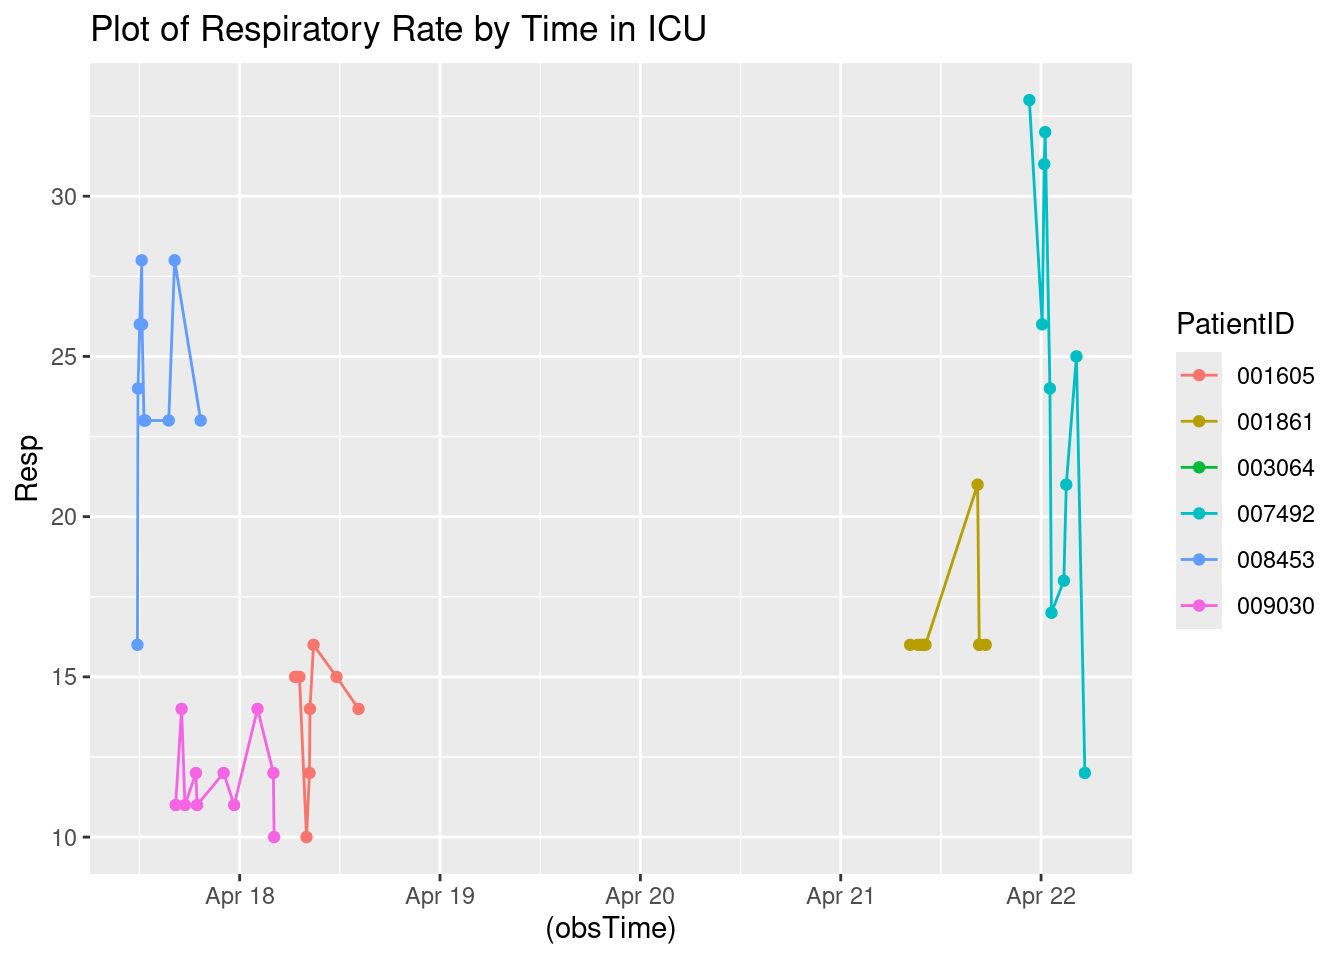 Plot of Respiratory Rate by Time in ICU
Resp
30
25
20
15
10
Apr 18
Apr 19
Apr 20
Apr 21
Apr 22
(obsTime)
PatientID
001605
001861
003064
007492
008453
009030